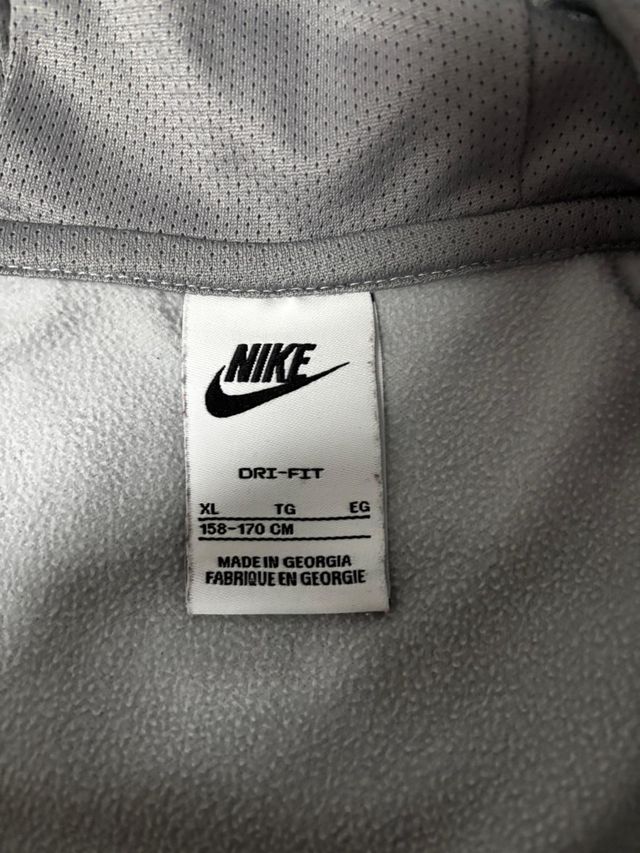 NIKE
DRI-FIT
XL TG EG
158-170 CM
MADE IN GEORGIA
FABRIQUE EN GEORGIE